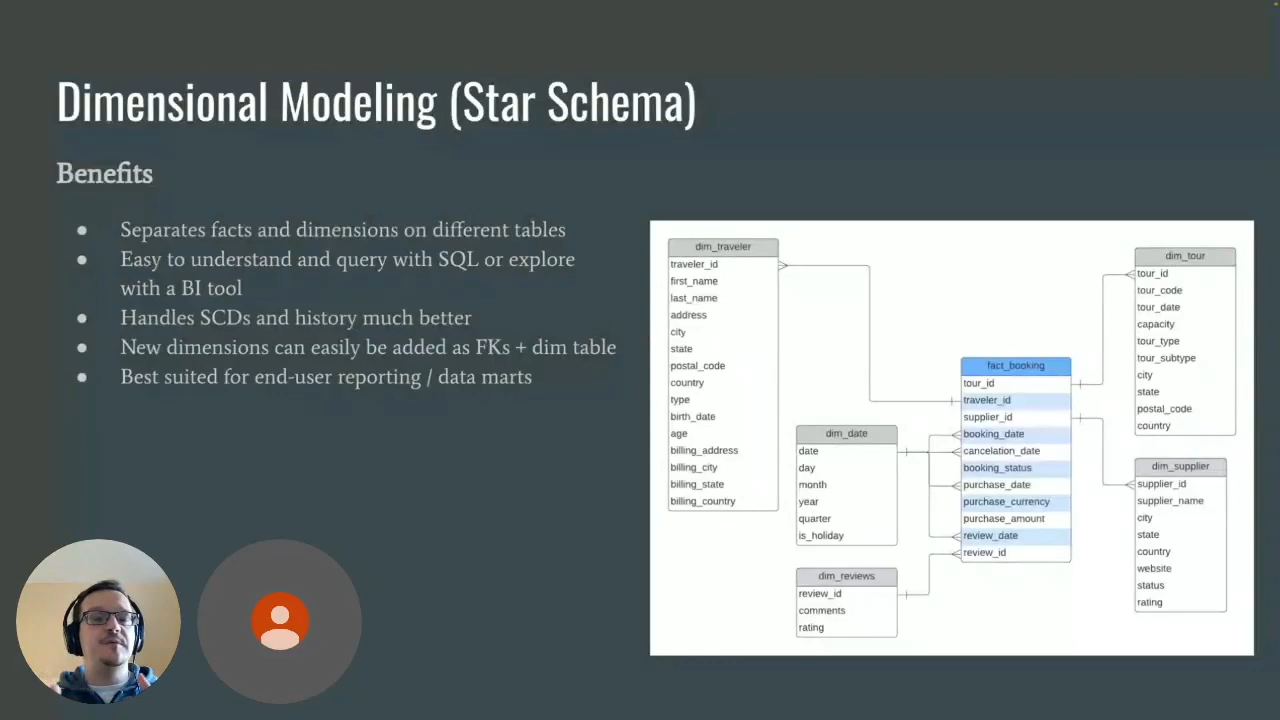 Dimensional Modeling (Star Schema)
Benefits
● Separates facts and dimensions on different tables
● Easy to understand and query with SQL or explore
with a BI tool
● Handles SCDs and history much better
● New dimensions can easily be added as FKs + dim table
● Best suited for end-user reporting / data marts
dim_traveler
traveler_id
first_name
last_name
address
city
state
postal_code
country
type
birth_date
age
billing_address
billing_city
billing_state
billing_country
dim_date
date
day
month
year
quarter
is_holiday
dim_reviews
review_id
comments
rating
fact_booking
tour_id
traveler_id
supplier_id
booking_date
cancelation_date
booking_status
purchase_date
purchase_currency
purchase_amount
review_date
review_id
dim_tour
tour_id
tour_code
tour_date
capacity
tour_type
tour_subtype
city
state
postal_code
country
dim_supplier
supplier_id
supplier_name
city
state
country
website
status
rating